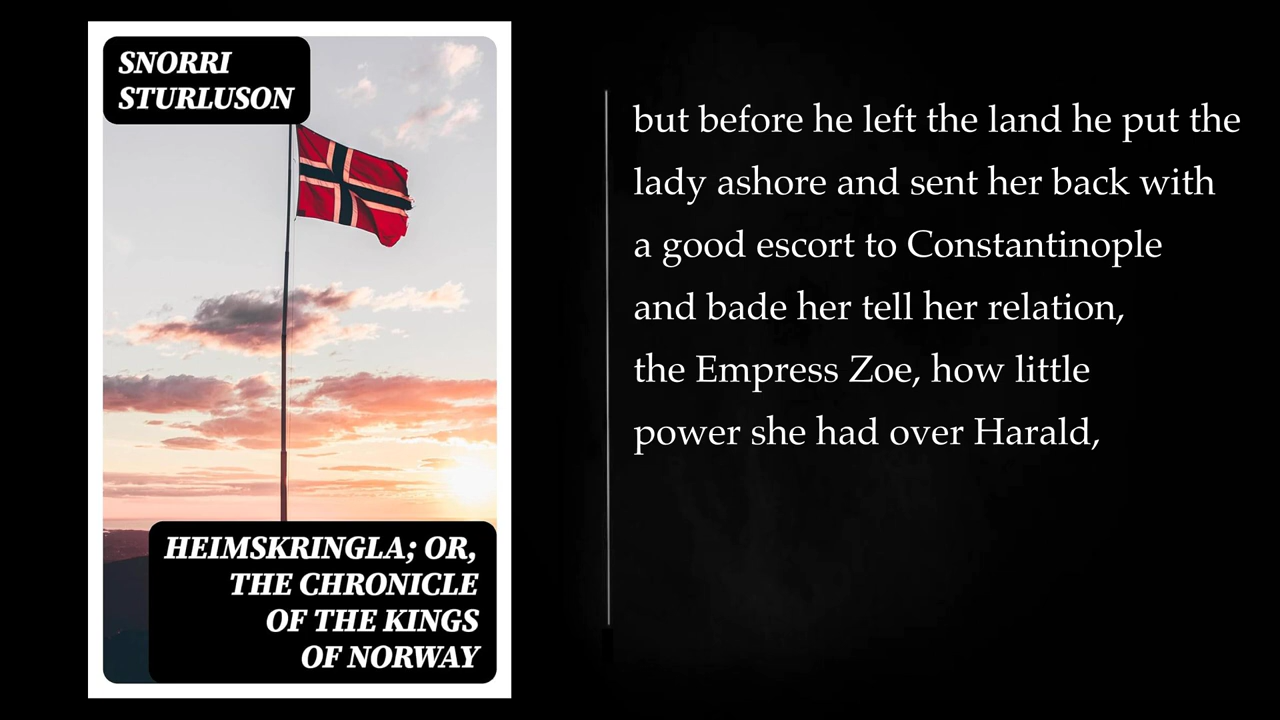 SNORRI
STURLUSON
HEIMSKRINGLA; OR,
THE CHRONICLE
OF THE KINGS
OF NORWAY
but before he left the land he put the
lady ashore and sent her back with
a good escort to Constantinople
and bade her tell her relation,
the Empress Zoe, how little
power she had over Harald,